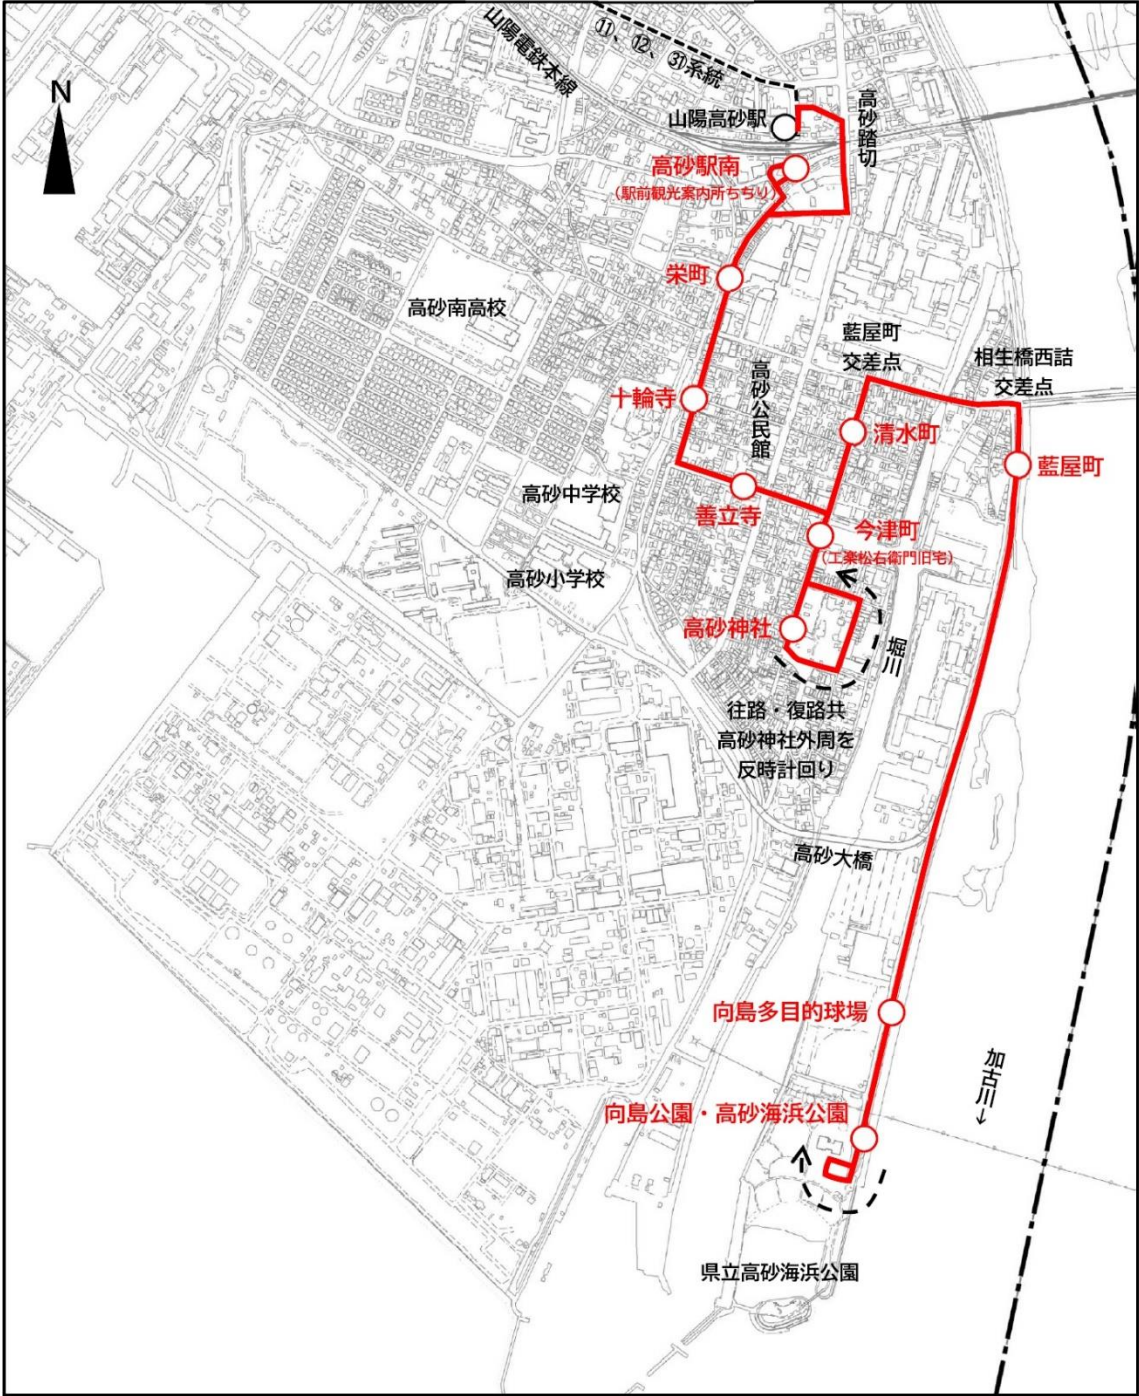 山陽電鉄本線
⑪、⑫、㉛系統
N
山陽高砂駅
高砂踏切
高砂駅南
(駅前観光案内所ちちり)
栄町
高砂南高校
藍屋町
交差点
相生橋西詰
交差点
高砂公民館
十輪寺
清水町
藍屋町
高砂中学校
善立寺
今津町
(工楽松右衛門旧宅)
高砂小学校
高砂神社
堀川
往路・復路共
高砂神社外周を
反時計回り
高砂大橋
向島多目的球場
加古川→
向島公園・高砂海浜公園
県立高砂海浜公園